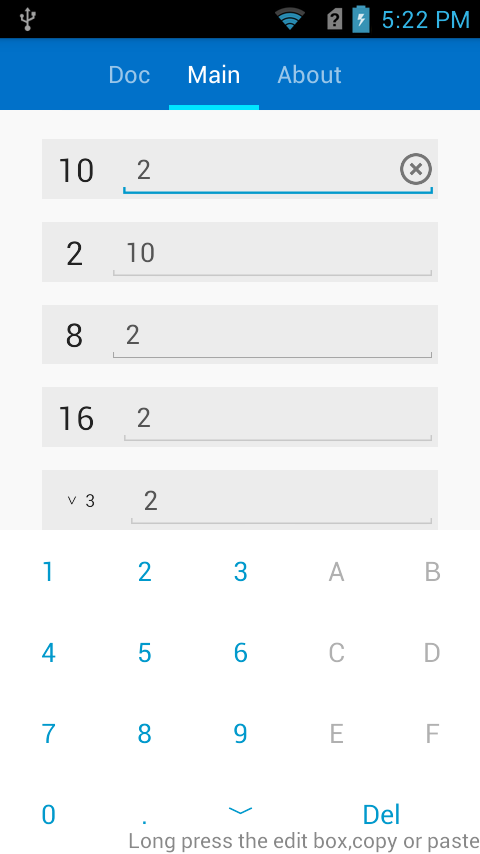 5:22 PM
Doc Main About
10 2
2 10
8 2
16 2
3 2
1 2 3 A B
4 5 6 C D
7 8 9 E F
0 . Del
Long press the edit box,copy or paste